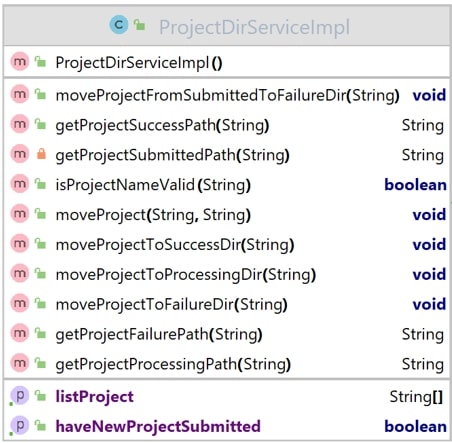 C ProjectDirServiceImpl
m ProjectDirServiceImpl()
m moveProjectFromSubmittedToFailureDir(String) void
m getProjectSuccessPath(String) String
m getProjectSubmittedPath(String) String
m isProjectNameValid(String) boolean
m moveProject(String, String) void
m moveProjectToSuccessDir(String) void
m moveProjectToProcessingDir(String) void
m moveProjectToFailureDir(String) void
m getProjectFailurePath(String) String
m getProjectProcessingPath(String) String
p listProject String[]
p haveNewProjectSubmitted boolean